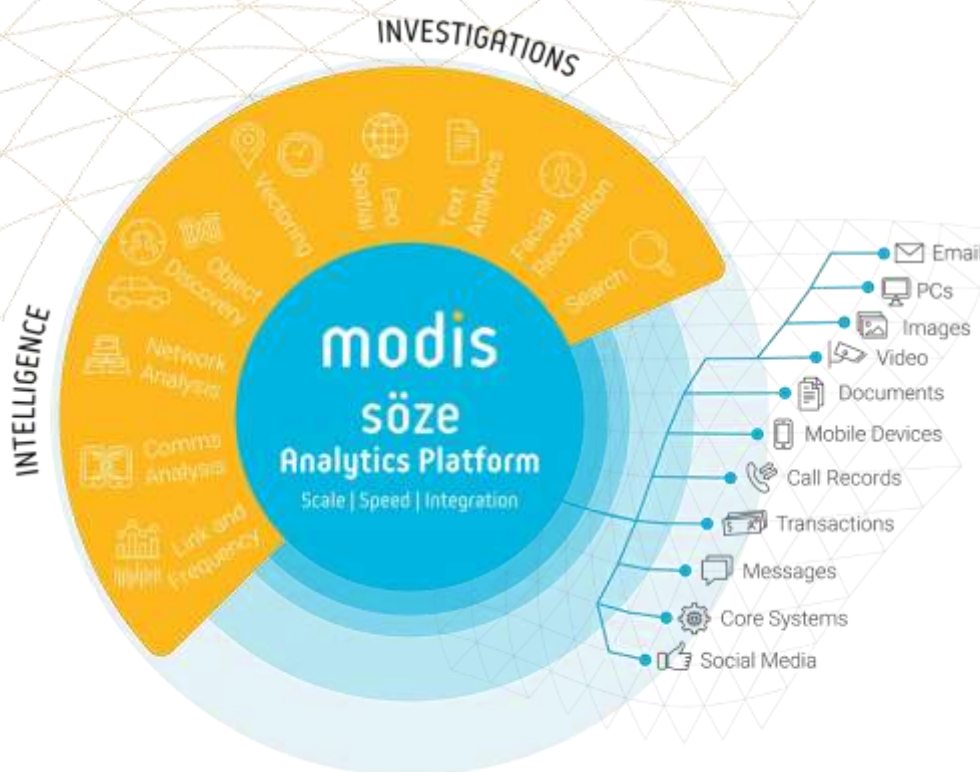 INVESTIGATIONS
INTELLIGENCE
Vectoring
Geo
Spatial
Text
Analytics
Facial
Recognition
Search
Object
Discovery
Network
Analysis
Comms
Analysis
Link and
Frequency
modis
söze
Analytics Platform
Scale | Speed | Integration
Email
PCs
Images
Video
Documents
Mobile Devices
Call Records
Transactions
Messages
Core Systems
Social Media